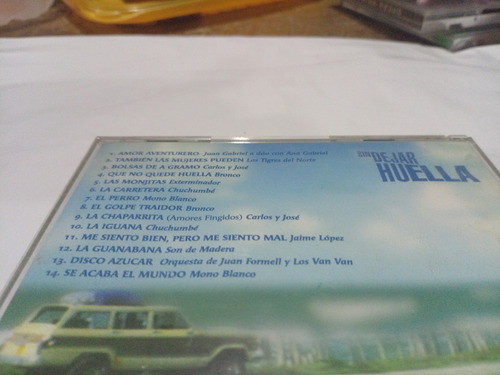 1. AMOR AVENTURERO Juan Gabriel a dúo con Ana Gabriel
2. TAMBIÉN LAS MUJERES PUEDEN Los Tigres del Norte
3. BOLSAS DE A GRAMO Carlos y José
4. QUE NO QUEDE HUELLA Bronco
5. LAS MONJITAS Exterminador
6. LA CARRETERA Chuchumbé
7. EL PERRO Mono Blanco
8. EL GOLPE TRAIDOR Bronco
9. LA CHAPARRITA (Amores Fingidos) Carlos y José
10. LA IGUANA Chuchumbé
11. ME SIENTO BIEN, PERO ME SIENTO MAL Jaime López
12. LA GUANABANA Son de Madera
13. DISCO AZUCAR Orquesta de Juan Formell y Los Van Van
14. SE ACABA EL MUNDO Mono Blanco
SIN DEJAR
HUELLA